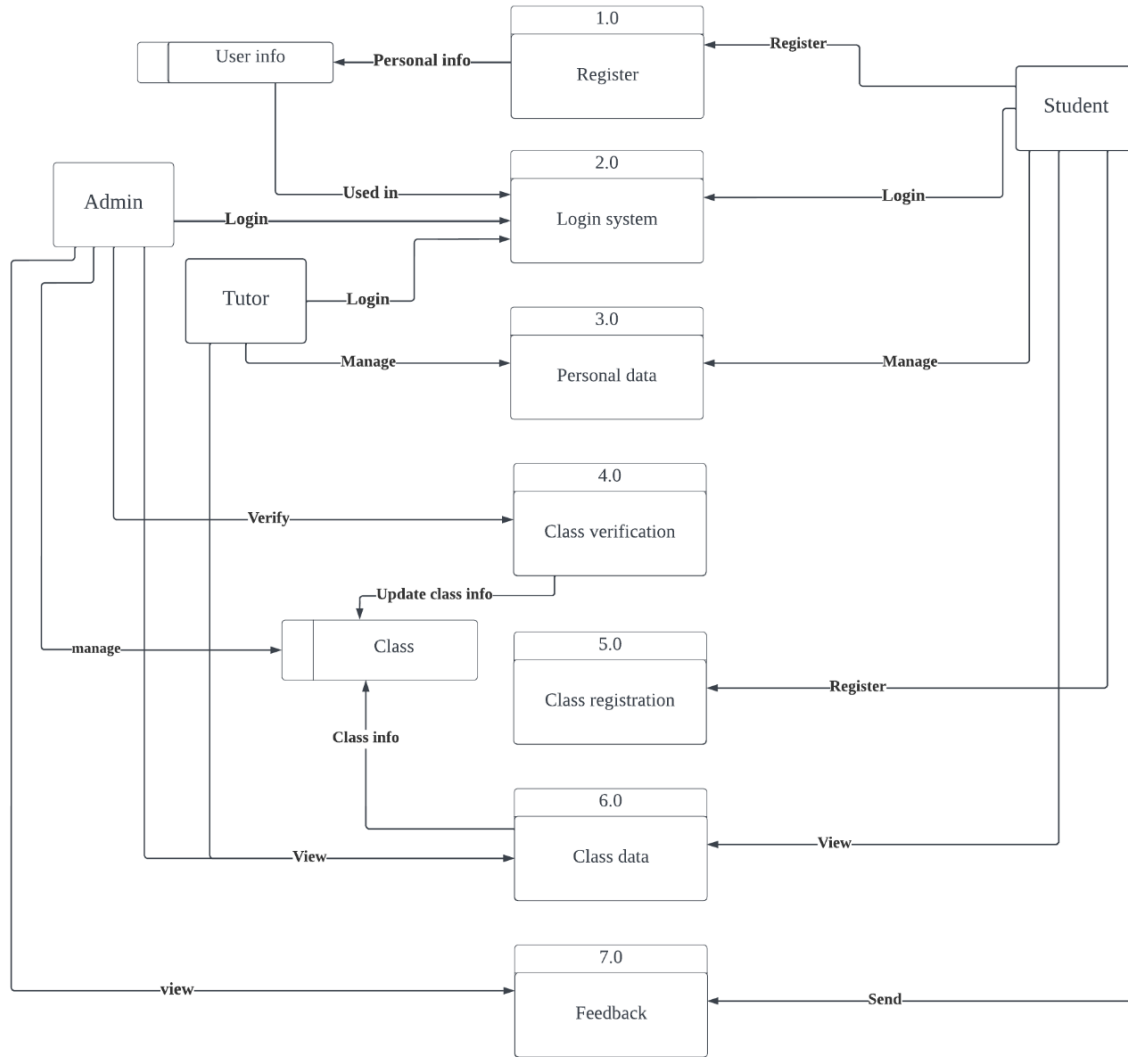 1.0
User info
Personal info
Register
Register
Student
2.0
Admin
Used in
Login
Login system
Login
Tutor
Login
3.0
Manage
Personal data
Manage
4.0
Verify
Class verification
Update class info
manage
Class
5.0
Class registration
Register
Class info
6.0
View
Class data
View
7.0
view
Feedback
Send